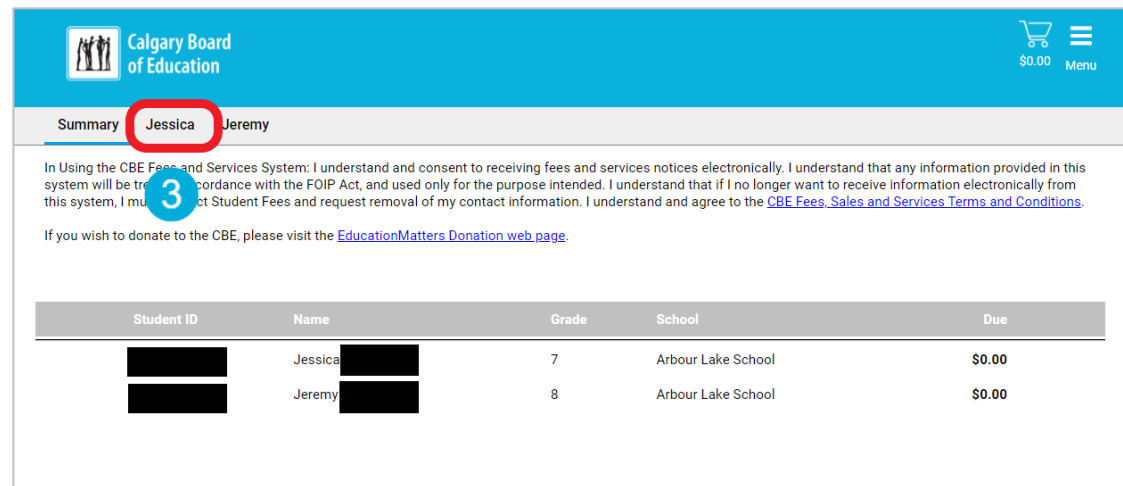 Calgary Board
of Education
$0.00 Menu
Summary Jessica Jeremy
In Using the CBE Fees and Services System: I understand and consent to receiving fees and services notices electronically. I understand that any information provided in this
system will be cordance with the FOIP Act, and used only for the purpose intended. I understand that if I no longer want to receive information electronically from
this system, I ct Student Fees and request removal of my contact information. I understand and agree to the CBE Fees, Sales and Services Terms and Conditions.
3
If you wish to donate to the CBE, please visit the EducationMatters Donation web page.
Student ID Name Grade School Due
Jessica 7 Arbour Lake School $0.00
Jeremy 8 Arbour Lake School $0.00